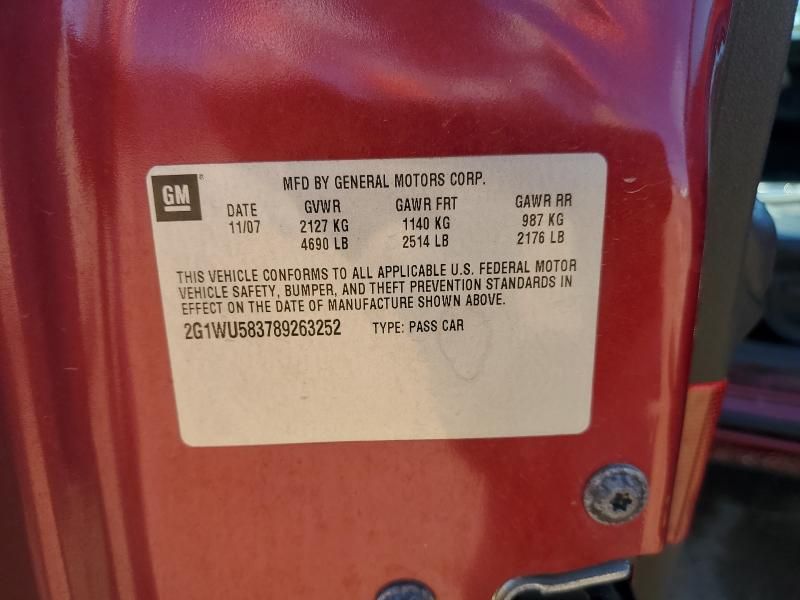 GM®
MFD BY GENERAL MOTORS CORP.
DATE GVWR GAWR FRT GAWR RR
11/07 2127 KG 1140 KG 987 KG
4690 LB 2514 LB 2176 LB
THIS VEHICLE CONFORMS TO ALL APPLICABLE U.S. FEDERAL MOTOR
VEHICLE SAFETY, BUMPER, AND THEFT PREVENTION STANDARDS IN
EFFECT ON THE DATE OF MANUFACTURE SHOWN ABOVE.
2G1WU583789263252 TYPE: PASS CAR